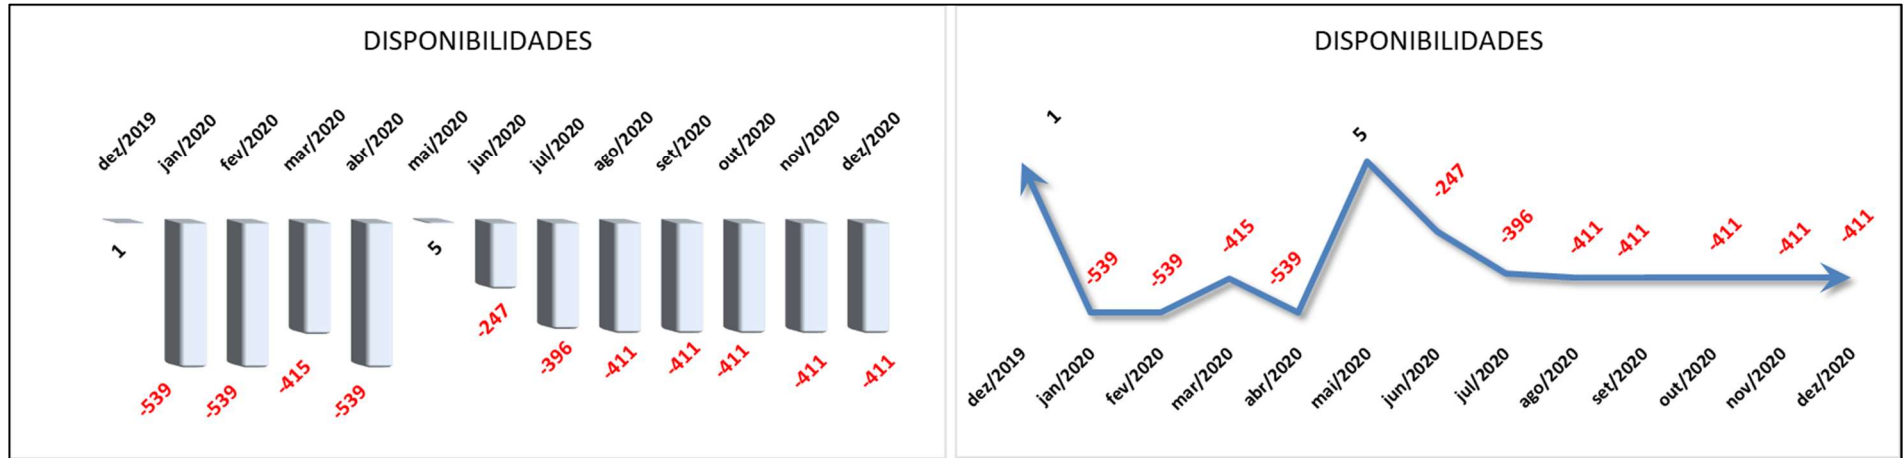 DISPONIBILIDADES
dez/2019
jan/2020
fev/2020
mar/2020
abr/2020
mai/2020
jun/2020
jul/2020
ago/2020
set/2020
out/2020
nov/2020
dez/2020
1
-539
-539
-415
-539
5
-247
-396
-411
-411
-411
-411
-411
DISPONIBILIDADES
1
-539
-539
-415
-539
5
-247
-396
-411
-411
-411
-411
-411
dez/2019
jan/2020
fev/2020
mar/2020
abr/2020
mai/2020
jun/2020
jul/2020
ago/2020
set/2020
out/2020
nov/2020
dez/2020